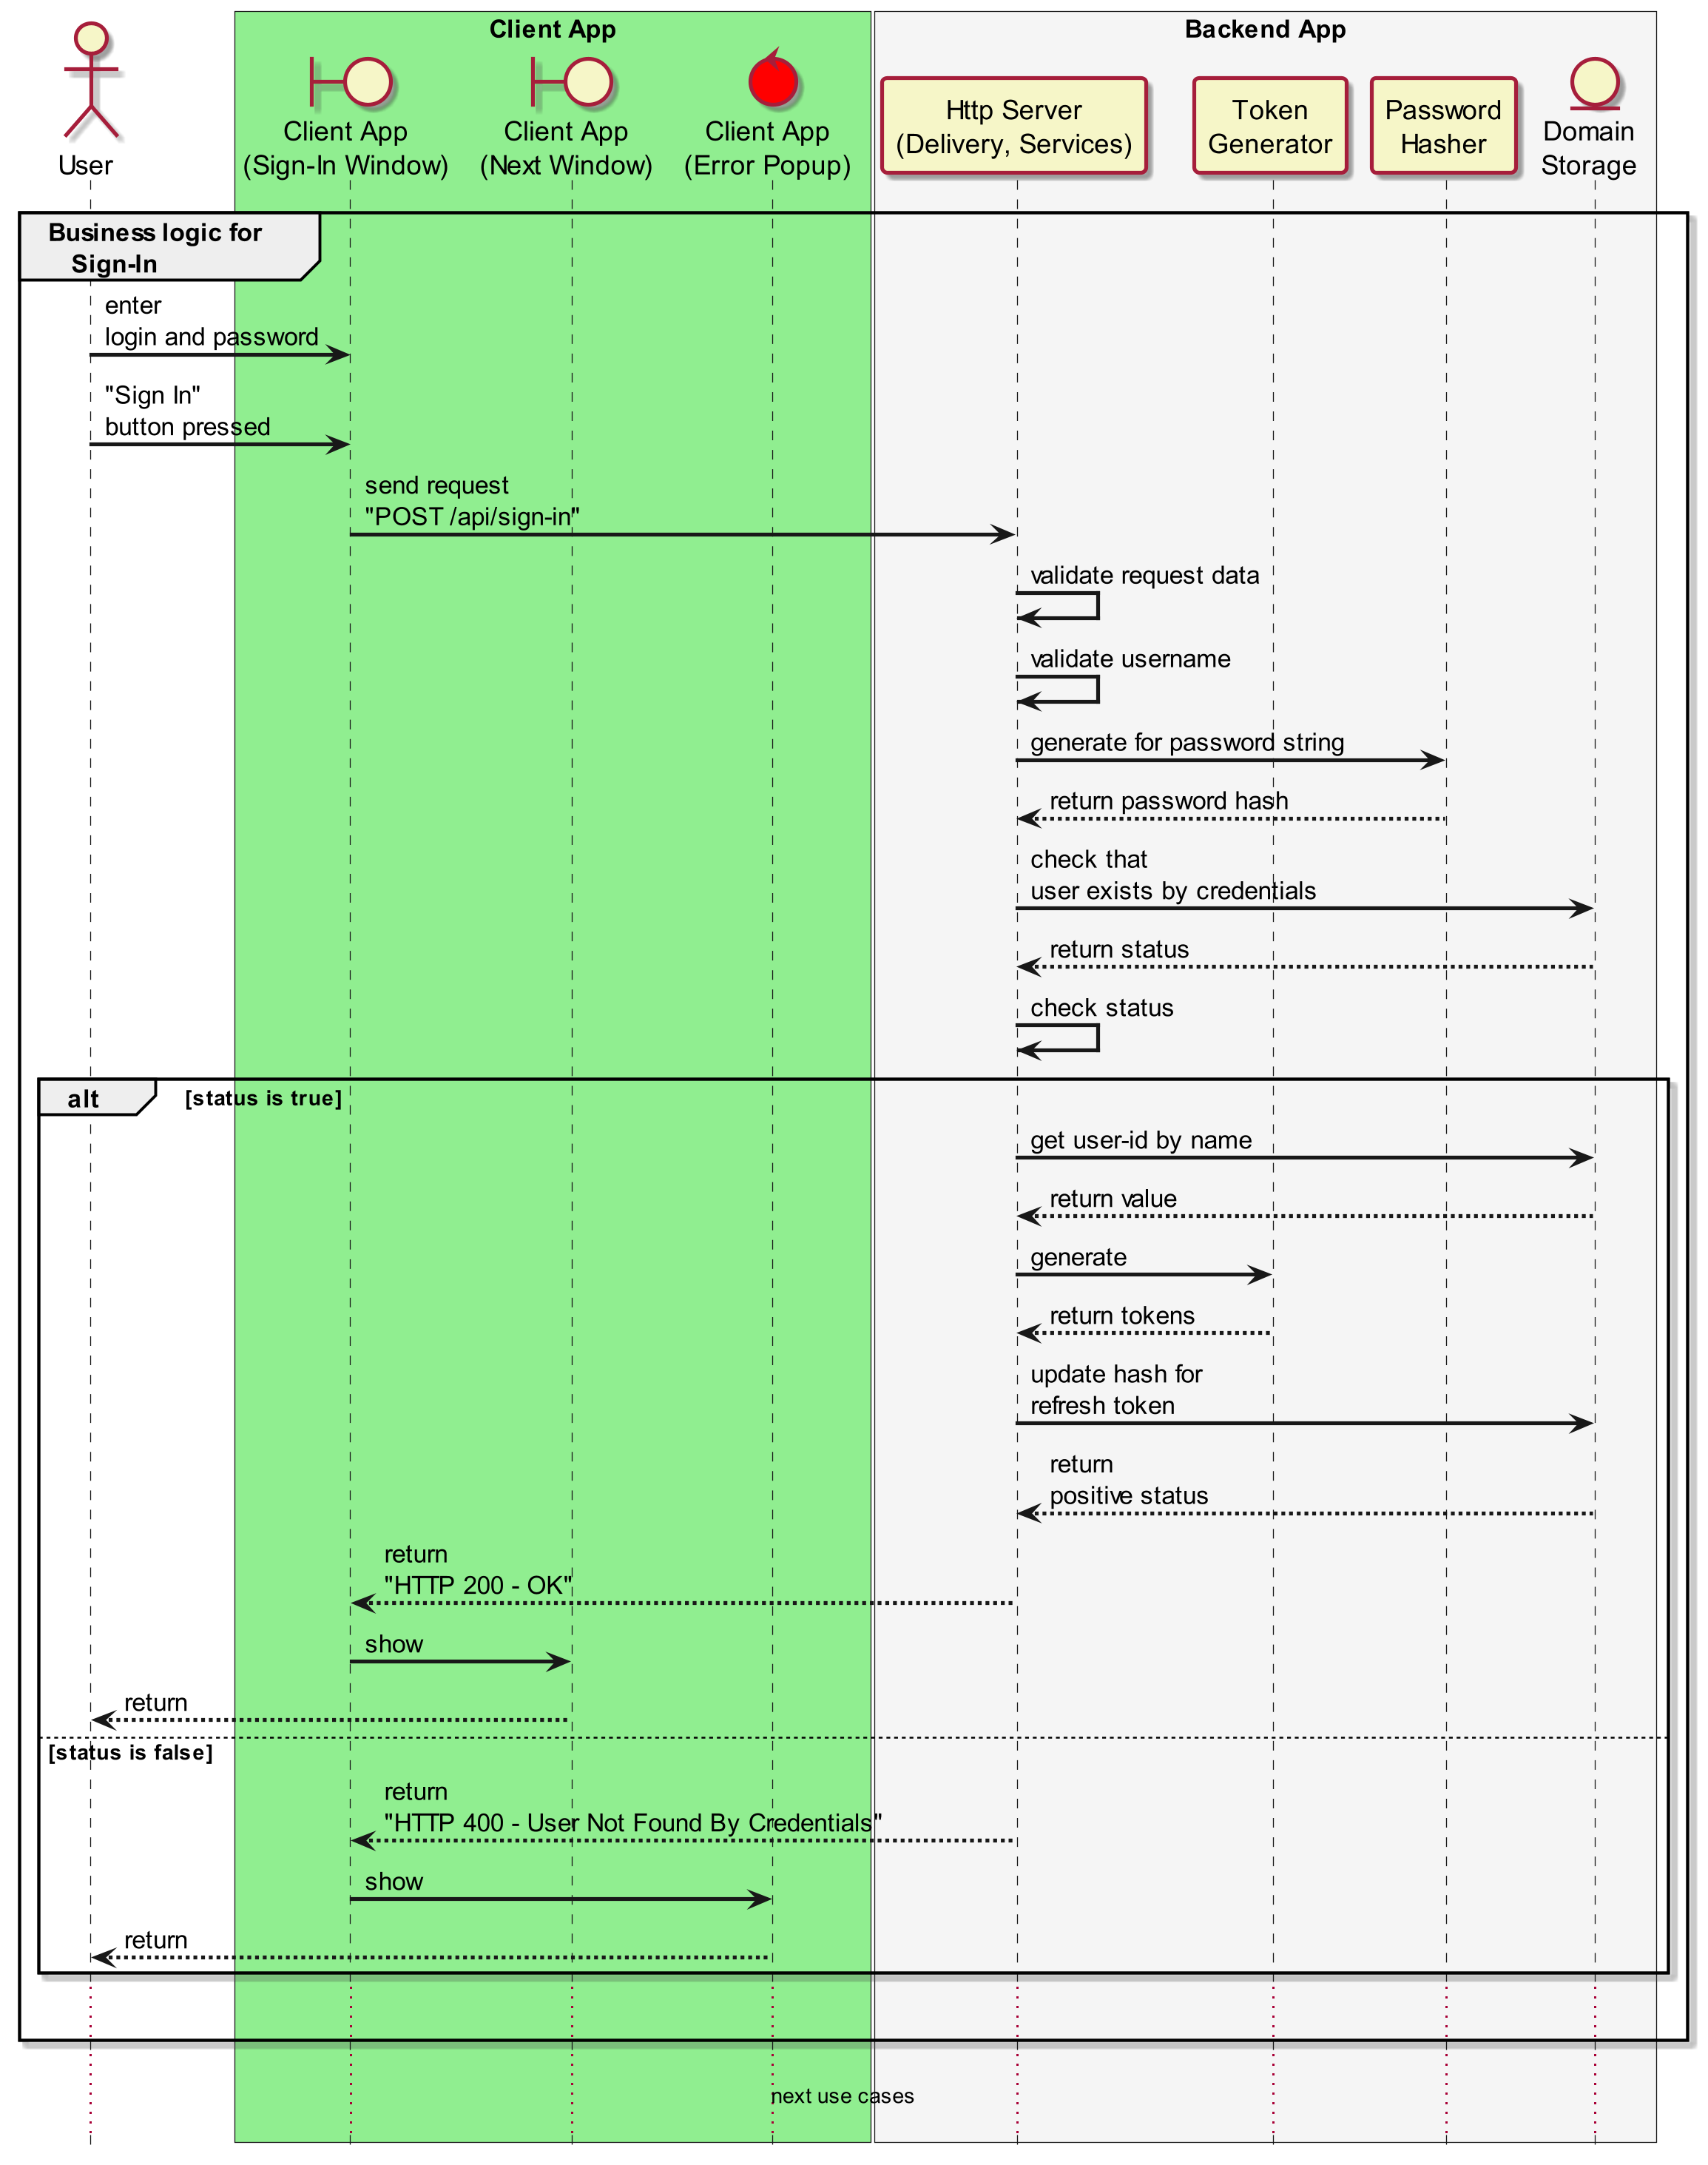 Client App
Backend App
User
Client App
(Sign-In Window)
Client App
(Next Window)
Client App
(Error Popup)
Http Server
(Delivery, Services)
Token
Generator
Password
Hasher
Domain
Storage
Business logic for
Sign-In
enter
login and password
"Sign In"
button pressed
send request
"POST /api/sign-in"
validate request data
validate username
generate for password string
return password hash
check that
user exists by credentials
return status
check status
alt
[status is true]
get user-id by name
return value
generate
return tokens
update hash for
refresh token
return
positive status
return
"HTTP 200 - OK"
show
return
[status is false]
return
"HTTP 400 - User Not Found By Credentials"
show
return
next use cases